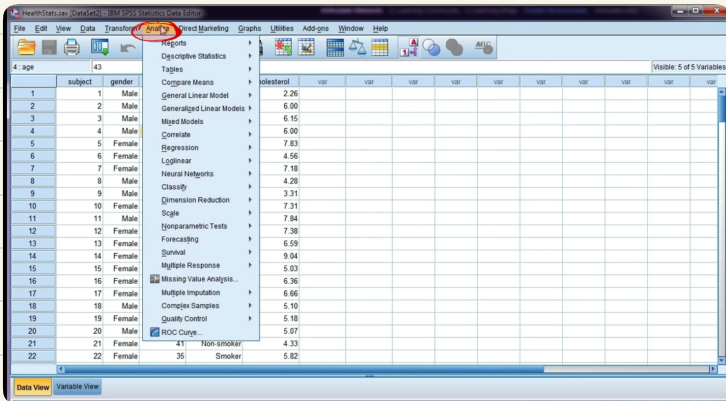 HealthStats.sav [DataSet2] - IBM SPSS Statistics Data Editor
File Edit View Data Transform Analyze Direct Marketing Graphs Utilities Add-ons Window Help
4 : age 43 Visible: 5 of 5 Variables
subject gender holesterol var var var var var var var var
1 1 Male 2.26
2 2 Male 6.00
3 3 Male 6.15
4 4 Male 6.00
5 5 Female 7.83
6 6 Female 4.56
7 7 Female 7.18
8 8 Male 4.28
9 9 Male 3.31
10 10 Female 7.31
11 11 Male 7.84
12 12 Female 7.38
13 13 Female 6.59
14 14 Female 9.04
15 15 Female 5.03
16 16 Female 6.36
17 17 Female 6.66
18 18 Male 5.10
19 19 Female 5.18
20 20 Male 5.07
21 21 Female 41 Non-smoker 4.33
22 22 Female 35 Smoker 5.82
Reports
Descriptive Statistics
Tables
Compare Means
General Linear Model
Generalized Linear Models
Mixed Models
Correlate
Regression
Loglinear
Neural Networks
Classify
Dimension Reduction
Scale
Nonparametric Tests
Forecasting
Survival
Multiple Response
Missing Value Analysis...
Multiple Imputation
Complex Samples
Quality Control
ROC Curve...
Data View Variable View